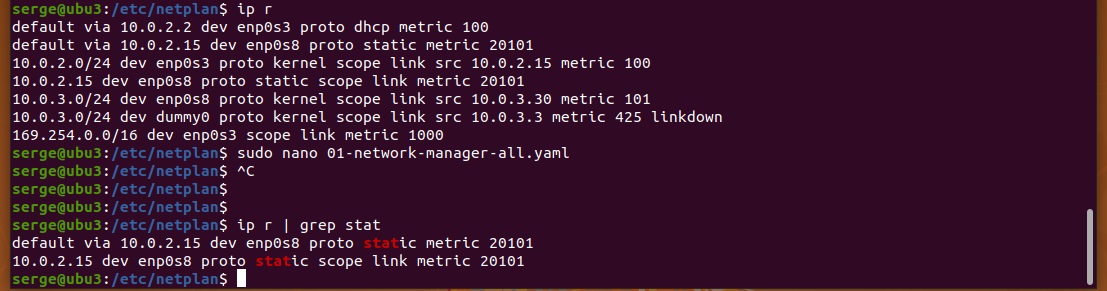 serge@ubu3:/etc/netplan$ ip r
default via 10.0.2.2 dev enp0s3 proto dhcp metric 100
default via 10.0.2.15 dev enp0s8 proto static metric 20101
10.0.2.0/24 dev enp0s3 proto kernel scope link src 10.0.2.15 metric 100
10.0.2.15 dev enp0s8 proto static scope link metric 20101
10.0.3.0/24 dev enp0s8 proto kernel scope link src 10.0.3.30 metric 101
10.0.3.0/24 dev dummy0 proto kernel scope link src 10.0.3.3 metric 425 linkdown
169.254.0.0/16 dev enp0s3 scope link metric 1000
serge@ubu3:/etc/netplan$ sudo nano 01-network-manager-all.yaml
serge@ubu3:/etc/netplan$ ^C
serge@ubu3:/etc/netplan$
serge@ubu3:/etc/netplan$
serge@ubu3:/etc/netplan$ ip r | grep stat
default via 10.0.2.15 dev enp0s8 proto static metric 20101
10.0.2.15 dev enp0s8 proto static scope link metric 20101
serge@ubu3:/etc/netplan$